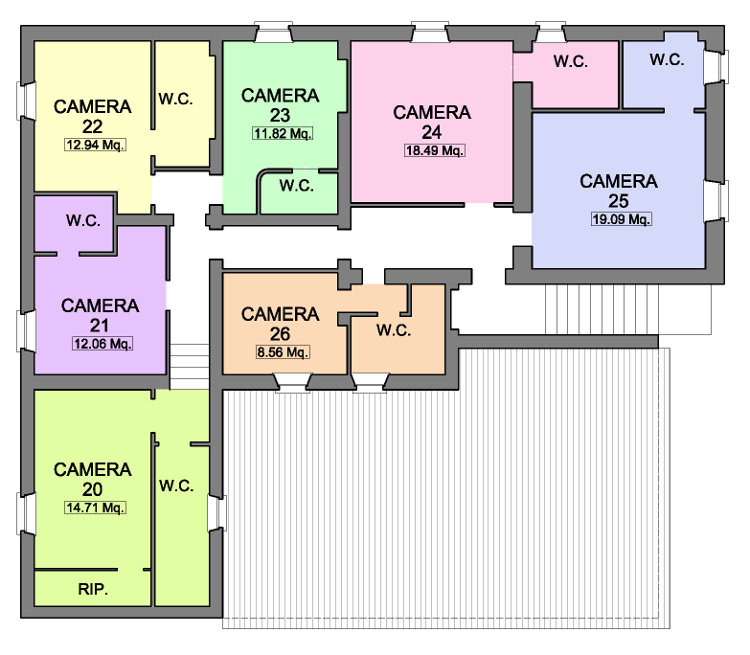 CAMERA
22
12.94 Mq.
W.C.
CAMERA
23
11.82 Mq.
W.C.
CAMERA
24
18.49 Mq.
W.C.
W.C.
CAMERA
25
19.09 Mq.
W.C.
CAMERA
21
12.06 Mq.
CAMERA
26
8.56 Mq.
W.C.
CAMERA
20
14.71 Mq.
W.C.
RIP.